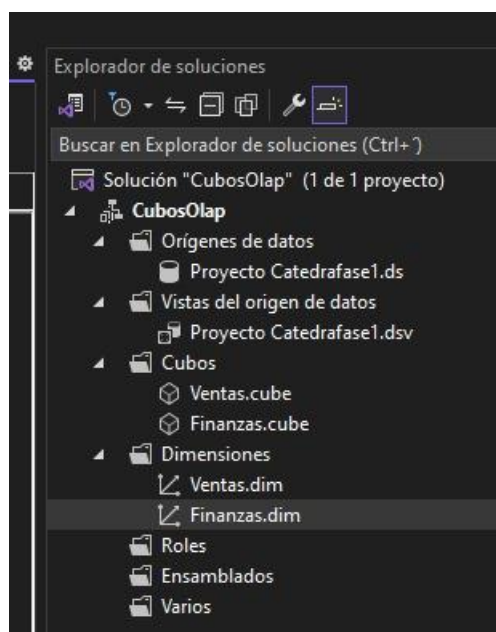 Explorador de soluciones
Buscar en Explorador de soluciones (Ctrl+´)
Solución "CubosOlap" (1 de 1 proyecto)
CubosOlap
Orígenes de datos
Proyecto Catedrafase1.ds
Vistas del origen de datos
Proyecto Catedrafase1.dsv
Cubos
Ventas.cube
Finanzas.cube
Dimensiones
Ventas.dim
Finanzas.dim
Roles
Ensamblados
Varios